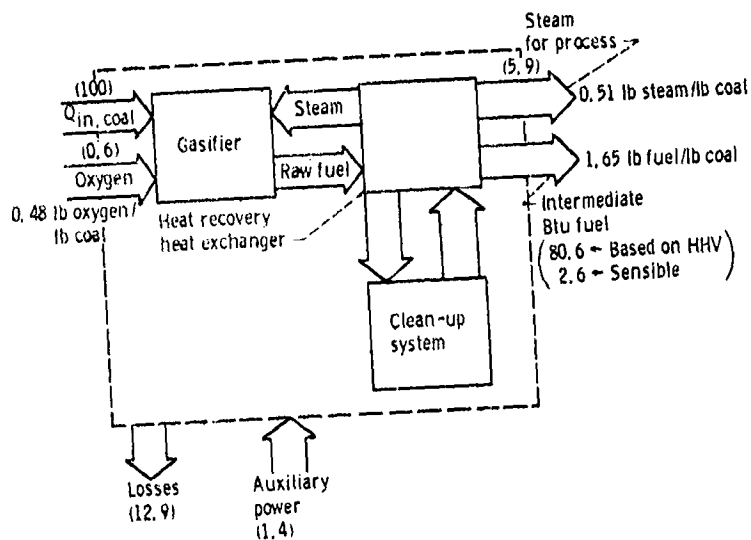 Steam
for process
(5, 9)
0, 51 lb steam/lb coal
(100)
Q in, coal
(0, 6)
Oxygen
0, 48 lb oxygen/
lb coal
Gasifier
Steam
Raw fuel
1, 65 lb fuel/lb coal
Heat recovery
heat exchanger
Intermediate
Btu fuel
(80, 6 ← Based on HHV
2, 6 ← Sensible)
Clean-up
system
Losses
(12, 9)
Auxiliary
power
(1, 4)